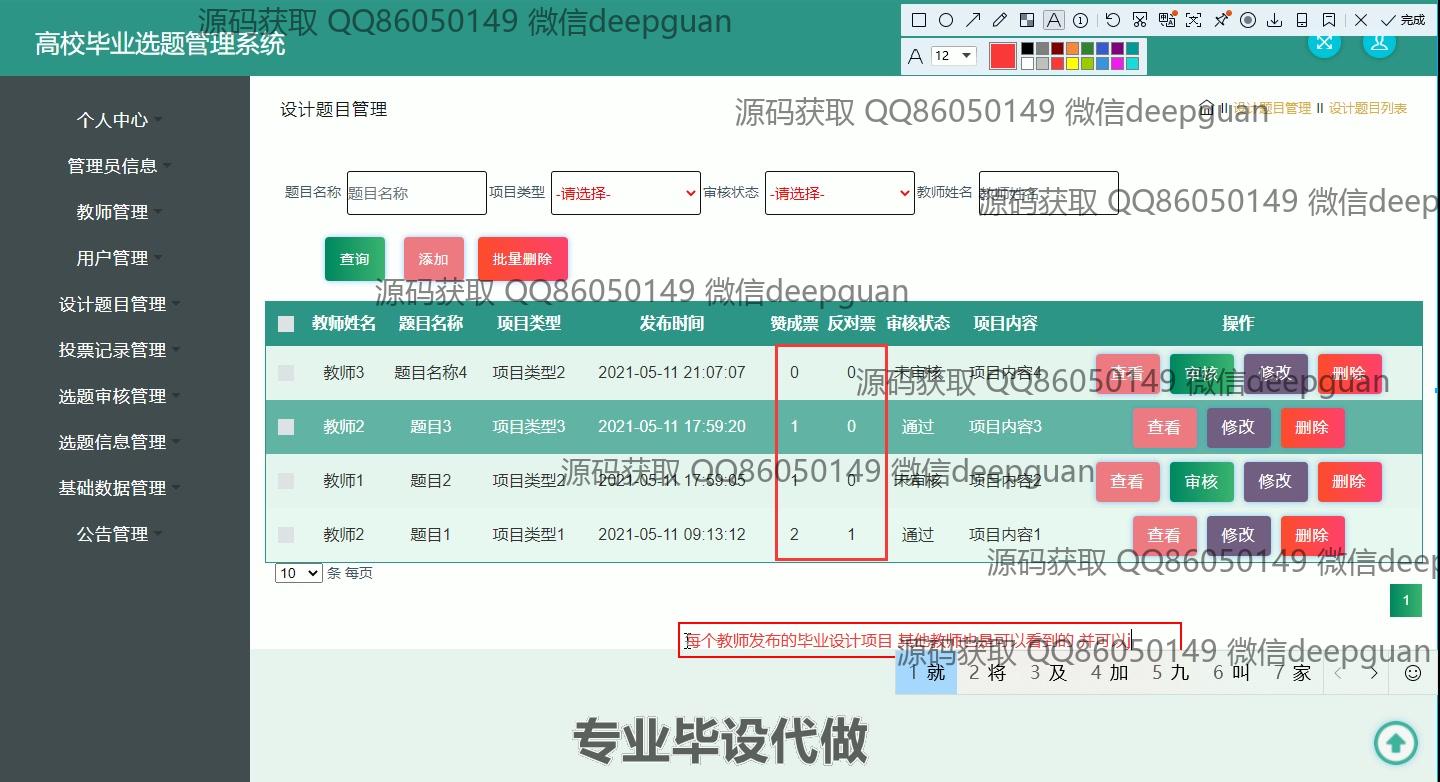 源码获取 QQ86050149 微信deepguan
高校毕业选题管理系统
完成
A 12
个人中心
管理员信息
教师管理
用户管理
设计题目管理
投票记录管理
选题审核管理
选题信息管理
基础数据管理
公告管理
设计题目管理
源码获取 QQ86050149 微信deepguan
设计题目管理 设计题目列表
题目名称 题目名称 项目类型 -请选择- 审核状态 -请选择- 教师姓名 教师姓名
源码获取 QQ86050149 微信deep
查询 添加 批量删除
源码获取 QQ86050149 微信deepguan
教师姓名 题目名称 项目类型 发布时间 赞成票 反对票 审核状态 项目内容 操作
教师3 题目名称4 项目类型2 2021-05-11 21:07:07 0 0 未审核 项目内容4 查看 审核 修改 删除
源码获取 QQ86050149 微信deepguan
教师2 题目3 项目类型3 2021-05-11 17:59:20 1 0 通过 项目内容3 查看 修改 删除
源码获取 QQ86050149 微信deepguan
教师1 题目2 项目类型2 2021-05-11 17:59:05 1 0 未审核 项目内容2 查看 审核 修改 删除
教师2 题目1 项目类型1 2021-05-11 09:13:12 2 1 通过 项目内容1 查看 修改 删除
源码获取 QQ86050149 微信deep
10 条 每页
1
每个教师发布的毕业设计项目 其他教师也是可以看到的 并可以j
源码获取 QQ86050149 微信deepguan
1 就 2 将 3 及 4 加 5 九 6 叫 7 家
专业毕设代做